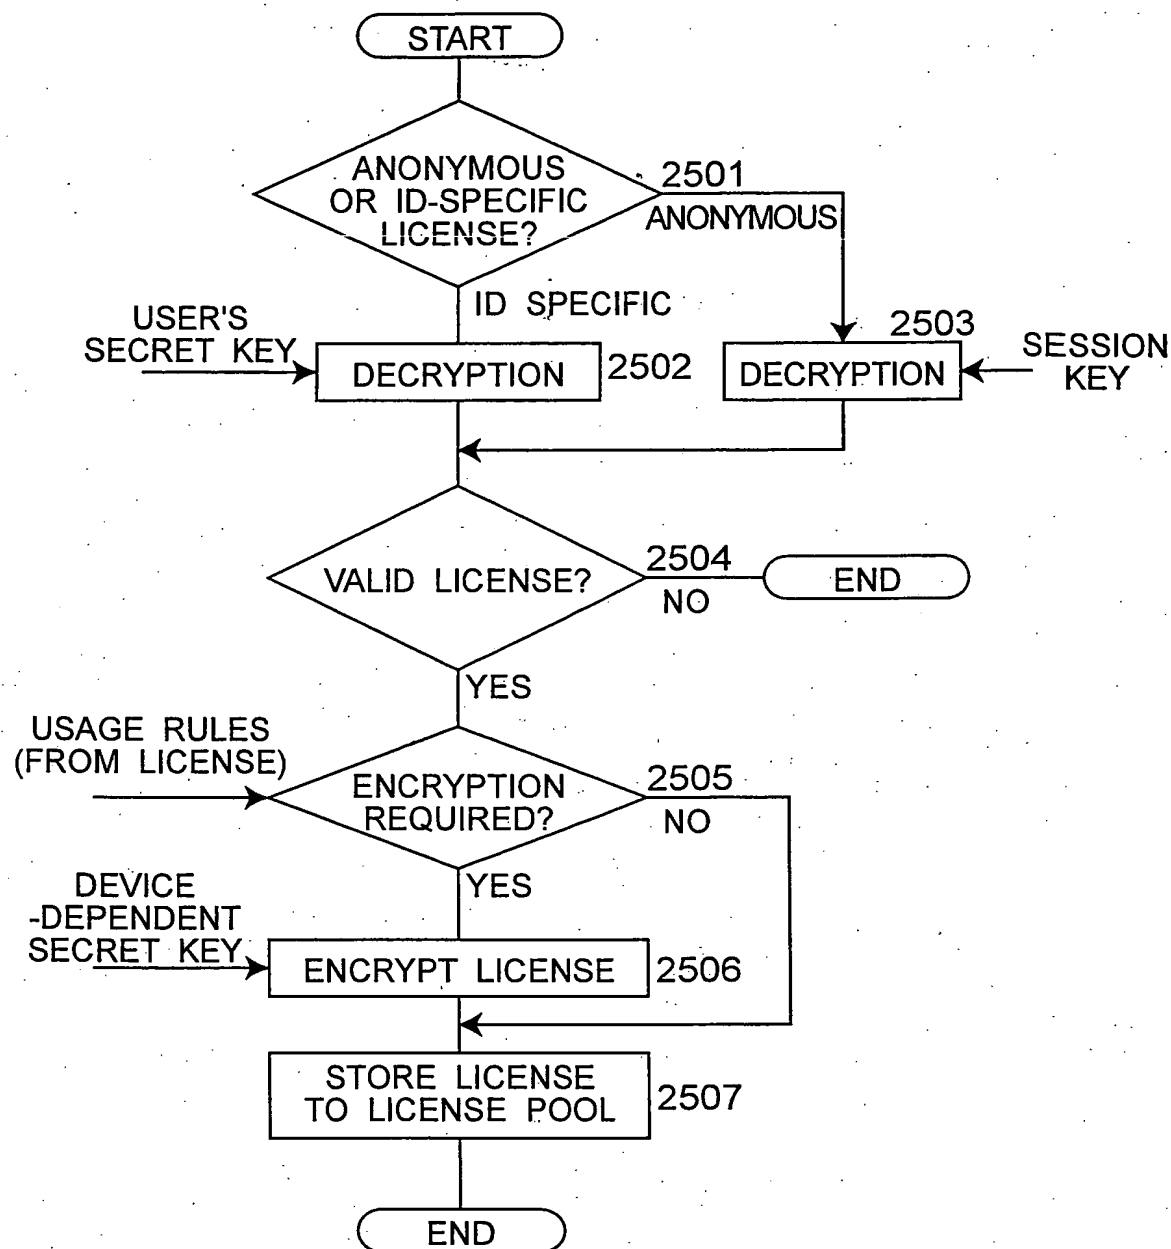 START
ANONYMOUS
OR ID-SPECIFIC
LICENSE?
2501
ANONYMOUS
ID SPECIFIC
USER'S
SECRET KEY
DECRYPTION
2502
2503
DECRYPTION
SESSION
KEY
VALID LICENSE?
2504
NO
END
YES
USAGE RULES
(FROM LICENSE)
ENCRYPTION
REQUIRED?
2505
NO
YES
DEVICE
-DEPENDENT
SECRET KEY
ENCRYPT LICENSE
2506
STORE LICENSE
TO LICENSE POOL
2507
END